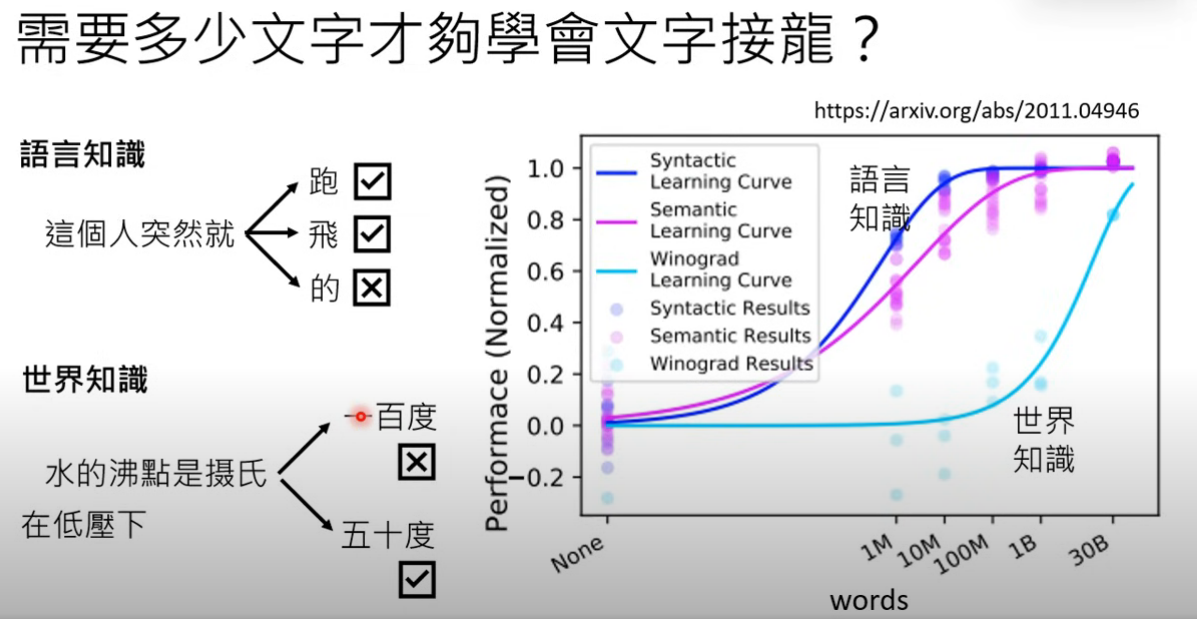 需要多少文字才夠學會文字接龍？
https://arxiv.org/abs/2011.04946
語言知識
這個人突然就
跑
飛
的
世界知識
水的沸點是摄氏
在低壓下
一百度
五十度
Performace (Normalized)
1.0
0.8
0.6
0.4
0.2
0.0
−0.2
Syntactic
Learning Curve
Semantic
Learning Curve
Winograd
Learning Curve
Syntactic Results
Semantic Results
Winograd Results
語言
知識
世界
知識
None
1M
10M
100M
1B
30B
words